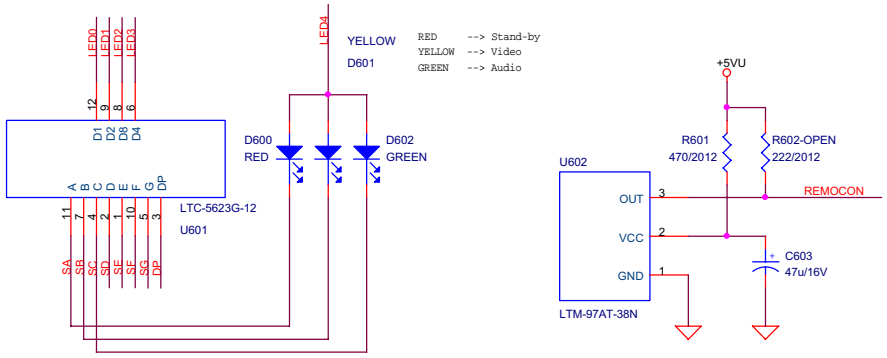 LED0
LED1
LED2
LED3
12
9
8
6
D1
D2
D8
D4
A
B
C
D
E
F
G
DP
LTC-5623G-12
U601
11
7
4
2
1
10
5
3
SA
SB
SC
SD
SE
SF
SG
DP
LED4
YELLOW
D601
RED --> Stand-by
YELLOW --> Video
GREEN --> Audio
D600
RED
D602
GREEN
+5VU
R601
470/2012
R602-OPEN
222/2012
U602
OUT
3
REMOCON
VCC
2
GND
1
LTM-97AT-38N
+
C603
47u/16V